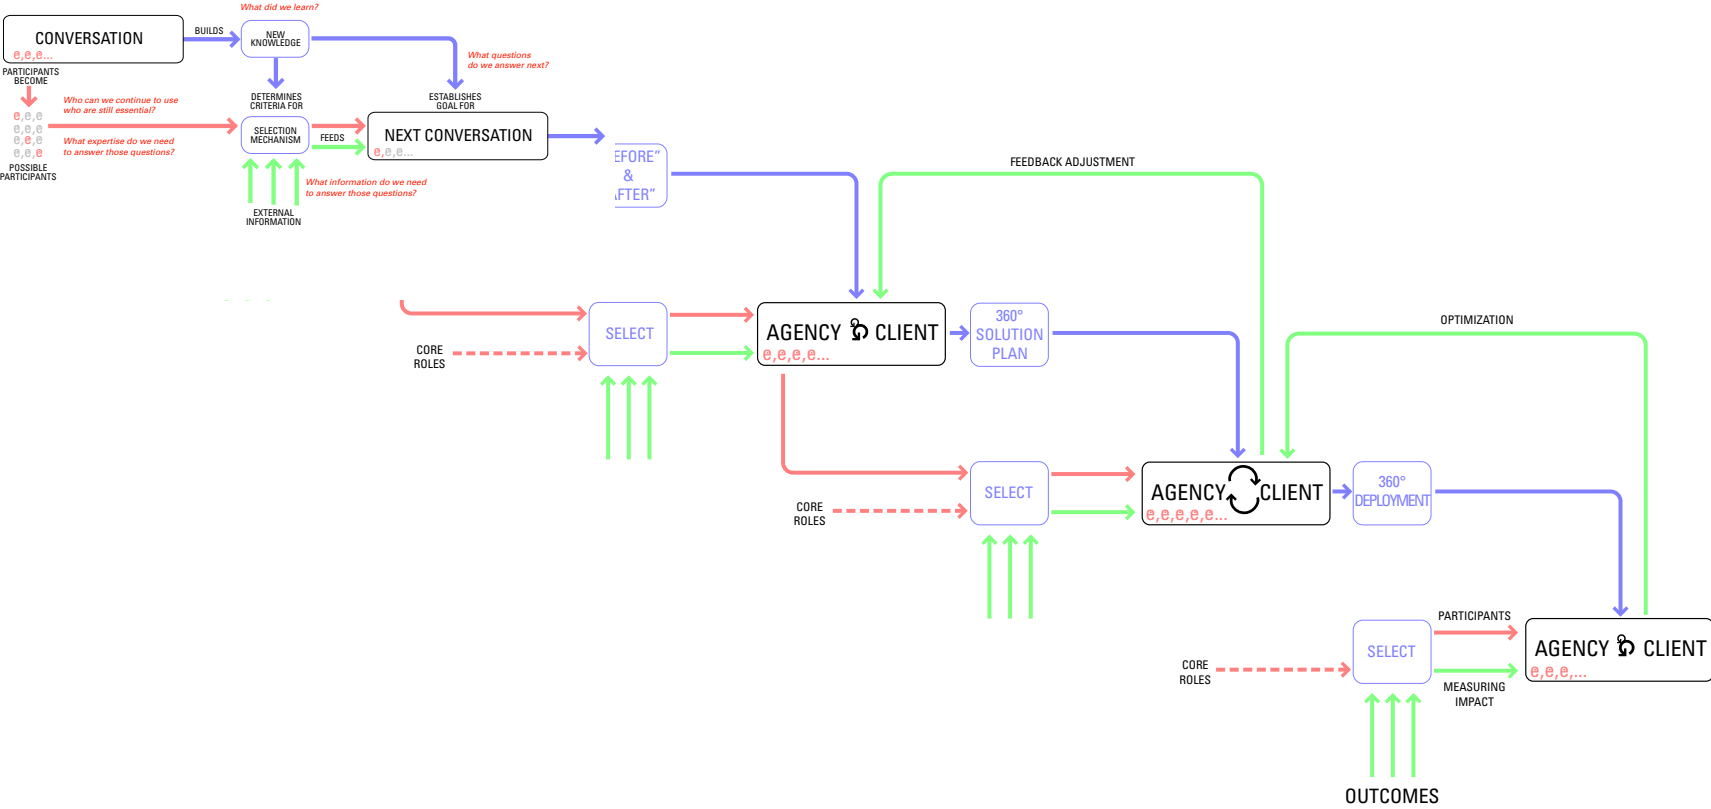 What did we learn?
CONVERSATION
e,e,e...
BUILDS
NEW
KNOWLEDGE
What questions
do we answer next?
PARTICIPANTS
BECOME
Who can we continue to use
who are still essential?
DETERMINES
CRITERIA FOR
ESTABLISHES
GOAL FOR
e,e,e
e,e,e
e,e,e
e,e,e
What expertise do we need
to answer those questions?
SELECTION
MECHANISM
FEEDS
NEXT CONVERSATION
e,e,e...
POSSIBLE
PARTICIPANTS
What information do we need
to answer those questions?
EXTERNAL
INFORMATION
EFORE”
&
AFTER”
FEEDBACK ADJUSTMENT
CORE
ROLES
SELECT
AGENCY CLIENT
e,e,e,e...
360°
SOLUTION
PLAN
OPTIMIZATION
CORE
ROLES
SELECT
AGENCY CLIENT
e,e,e,e,e...
360°
DEPLOYMENT
CORE
ROLES
SELECT
PARTICIPANTS
MEASURING
IMPACT
AGENCY CLIENT
e,e,e,...
OUTCOMES